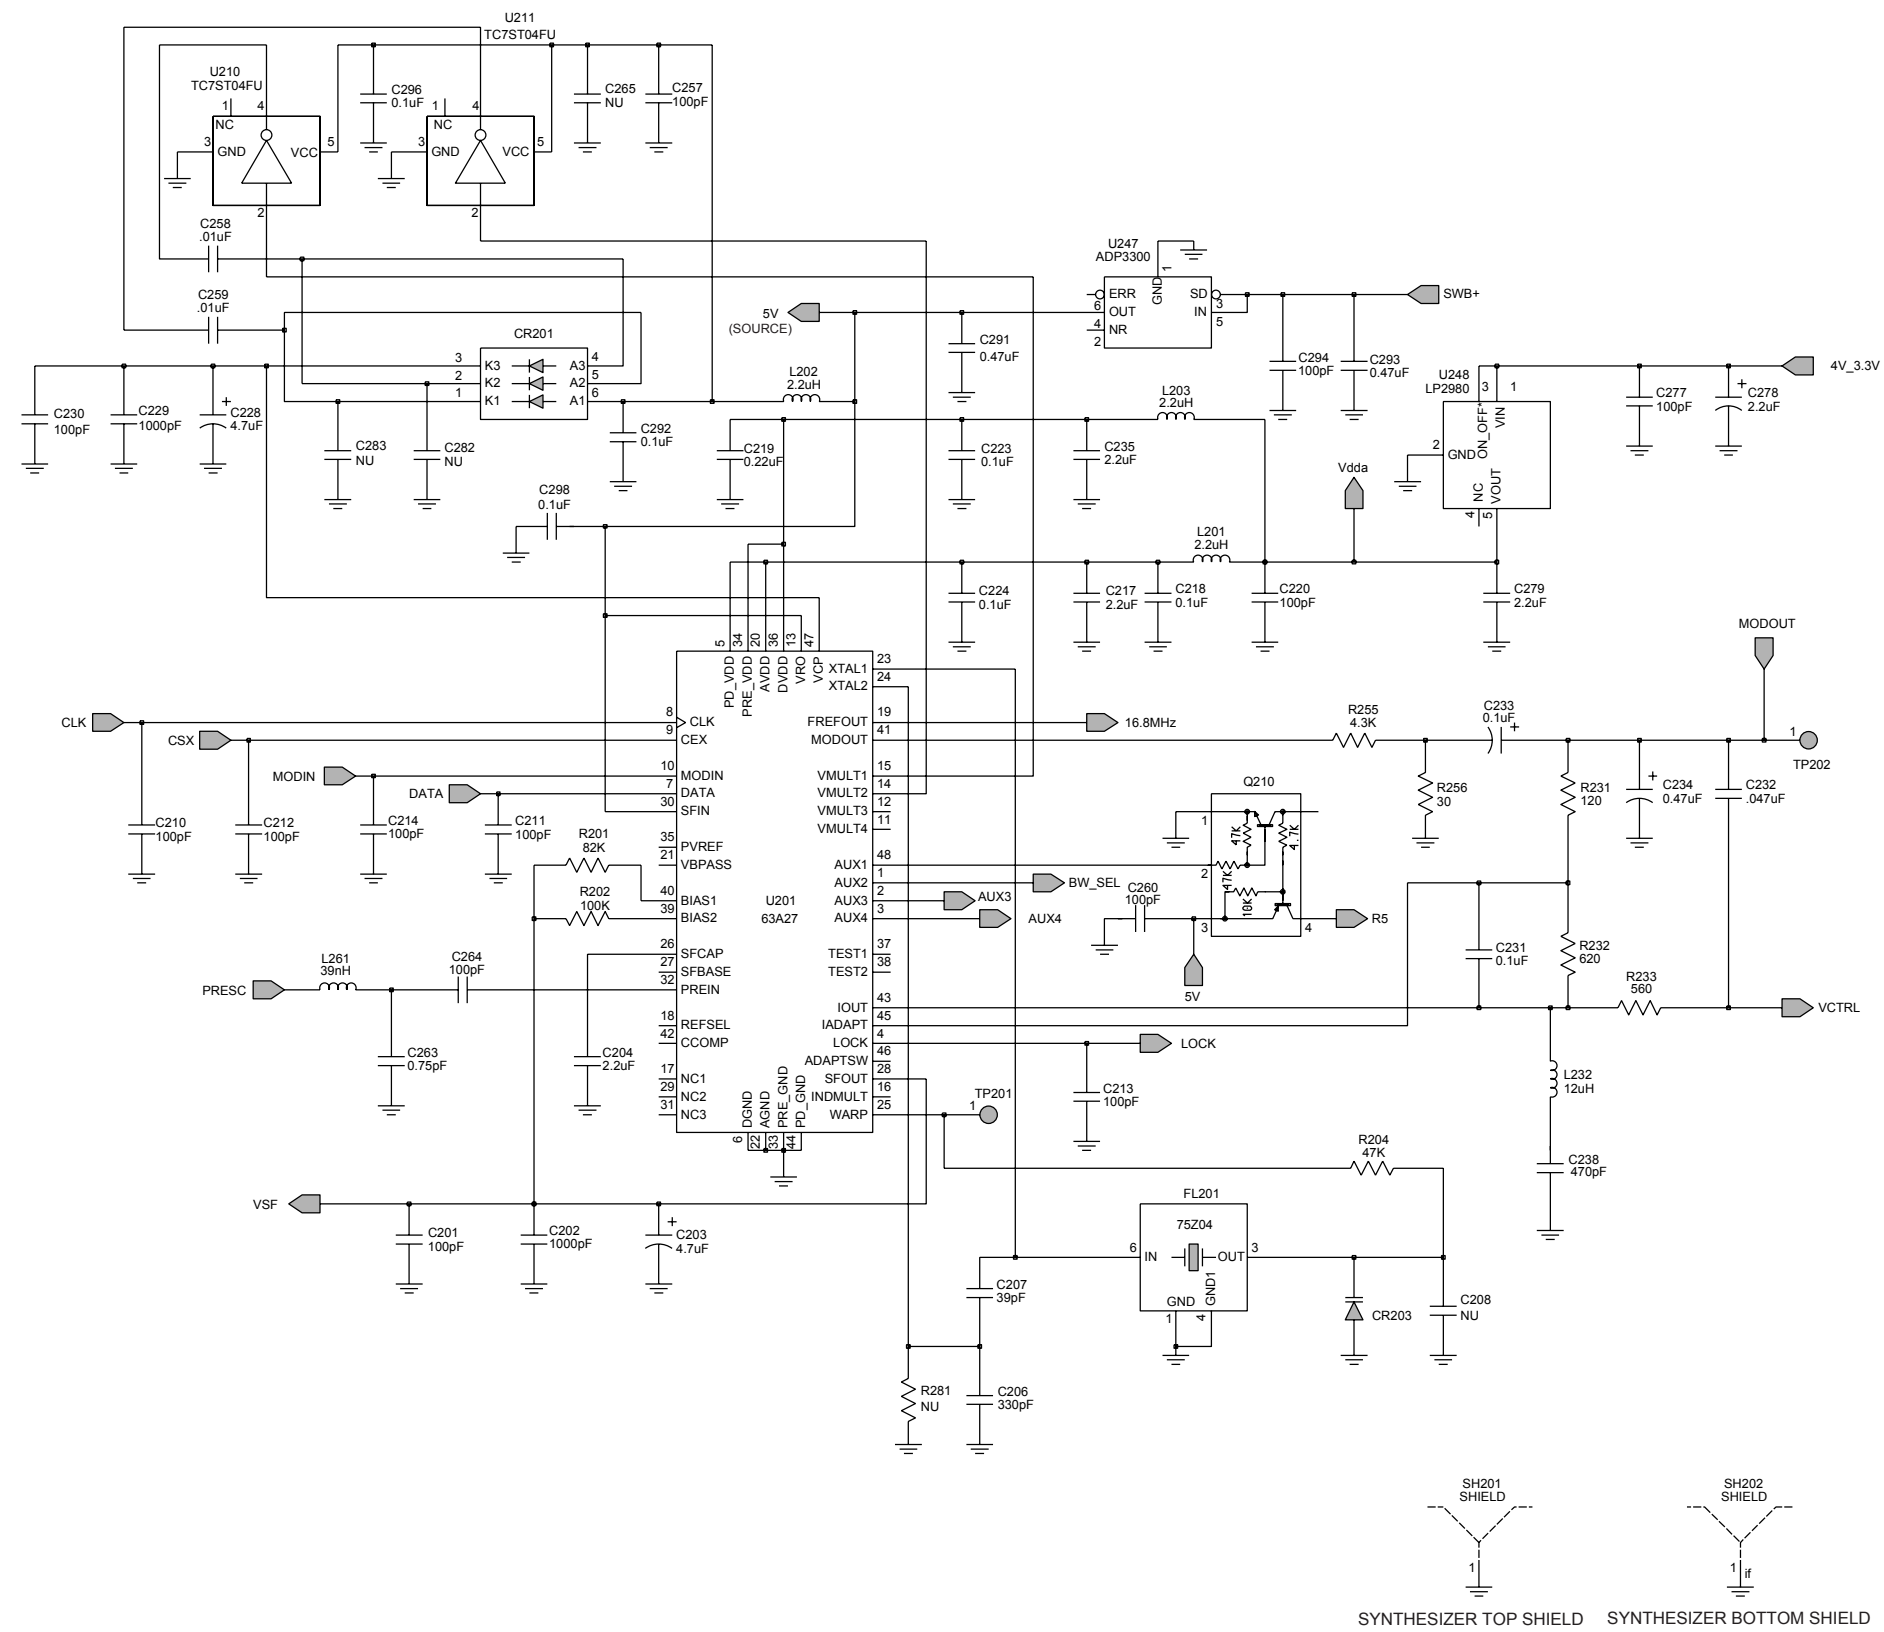 U211
TC7ST04FU
U210
TC7ST04FU
C296
0.1uF
C265
NU
C257
100pF
1
4
NC
3
GND
VCC
5
2
1
4
NC
3
GND
VCC
5
2
C258
.01uF
C259
.01uF
U247
ADP3300
1
GND
ERR
SD
6
OUT
3
IN
5
4
NR
2
SWB+
5V
(SOURCE)
C291
0.47uF
C294
100pF
C293
0.47uF
CR201
3
K3
A3
4
2
K2
A2
5
1
K1
A1
6
L202
2.2uH
L203
2.2uH
U248
LP2980
3
1
ON_OFF*
VIN
2
GND
NC
VOUT
4
5
4V_3.3V
C277
100pF
C278
+
2.2uF
C230
100pF
C229
1000pF
+
C228
4.7uF
C283
NU
C282
NU
C292
0.1uF
C219
0.22uF
C223
0.1uF
C235
2.2uF
Vdda
C298
0.1uF
L201
2.2uH
C224
0.1uF
C217
2.2uF
C218
0.1uF
C220
100pF
C279
2.2uF
MODOUT
5
34
20
36
13
47
PD_VDD
PRE_VDD
AVDD
DVDD
VRO
VCP
XTAL1
23
XTAL2
24
CLK
8
CLK
FREFOUT
19
16.8MHz
CSX
9
CEX
MODOUT
41
R255
4.3K
C233
0.1uF
+
1
TP202
MODIN
10
MODIN
VMULT1
15
DATA
7
DATA
VMULT2
14
30
SFIN
VMULT3
12
VMULT4
11
C210
100pF
C212
100pF
C214
100pF
C211
100pF
Q210
1
47K
4.7K
2
47K
10K
3
4
R256
30
R231
120
+
C234
0.47uF
C232
.047uF
R201
82K
35
PVREF
21
VBPASS
AUX1
48
AUX2
1
BW_SEL
R202
100K
40
BIAS1
U201
AUX3
2
AUX3
39
BIAS2
63A27
AUX4
3
AUX4
C260
100pF
R5
5V
26
SFCAP
TEST1
37
27
SFBASE
TEST2
38
C231
0.1uF
R232
620
PRESC
L261
39nH
C264
100pF
32
PREIN
IOUT
43
R233
560
VCTRL
18
REFSEL
IADAPT
45
42
CCOMP
LOCK
4
LOCK
ADAPTSW
46
C263
0.75pF
C204
2.2uF
17
NC1
SFOUT
28
29
NC2
INDMULT
16
31
NC3
WARP
25
DGND
AGND
PRE_GND
PD_GND
6
22
33
44
TP201
1
C213
100pF
L232
12uH
R204
47K
C238
470pF
VSF
C201
100pF
C202
1000pF
+
C203
4.7uF
FL201
75Z04
6
IN
OUT
3
GND
GND1
1
4
C207
39pF
CR203
C208
NU
R281
NU
C206
330pF
SH201
SHIELD
1
SH202
SHIELD
1
if
SYNTHESIZER TOP SHIELD
SYNTHESIZER BOTTOM SHIELD